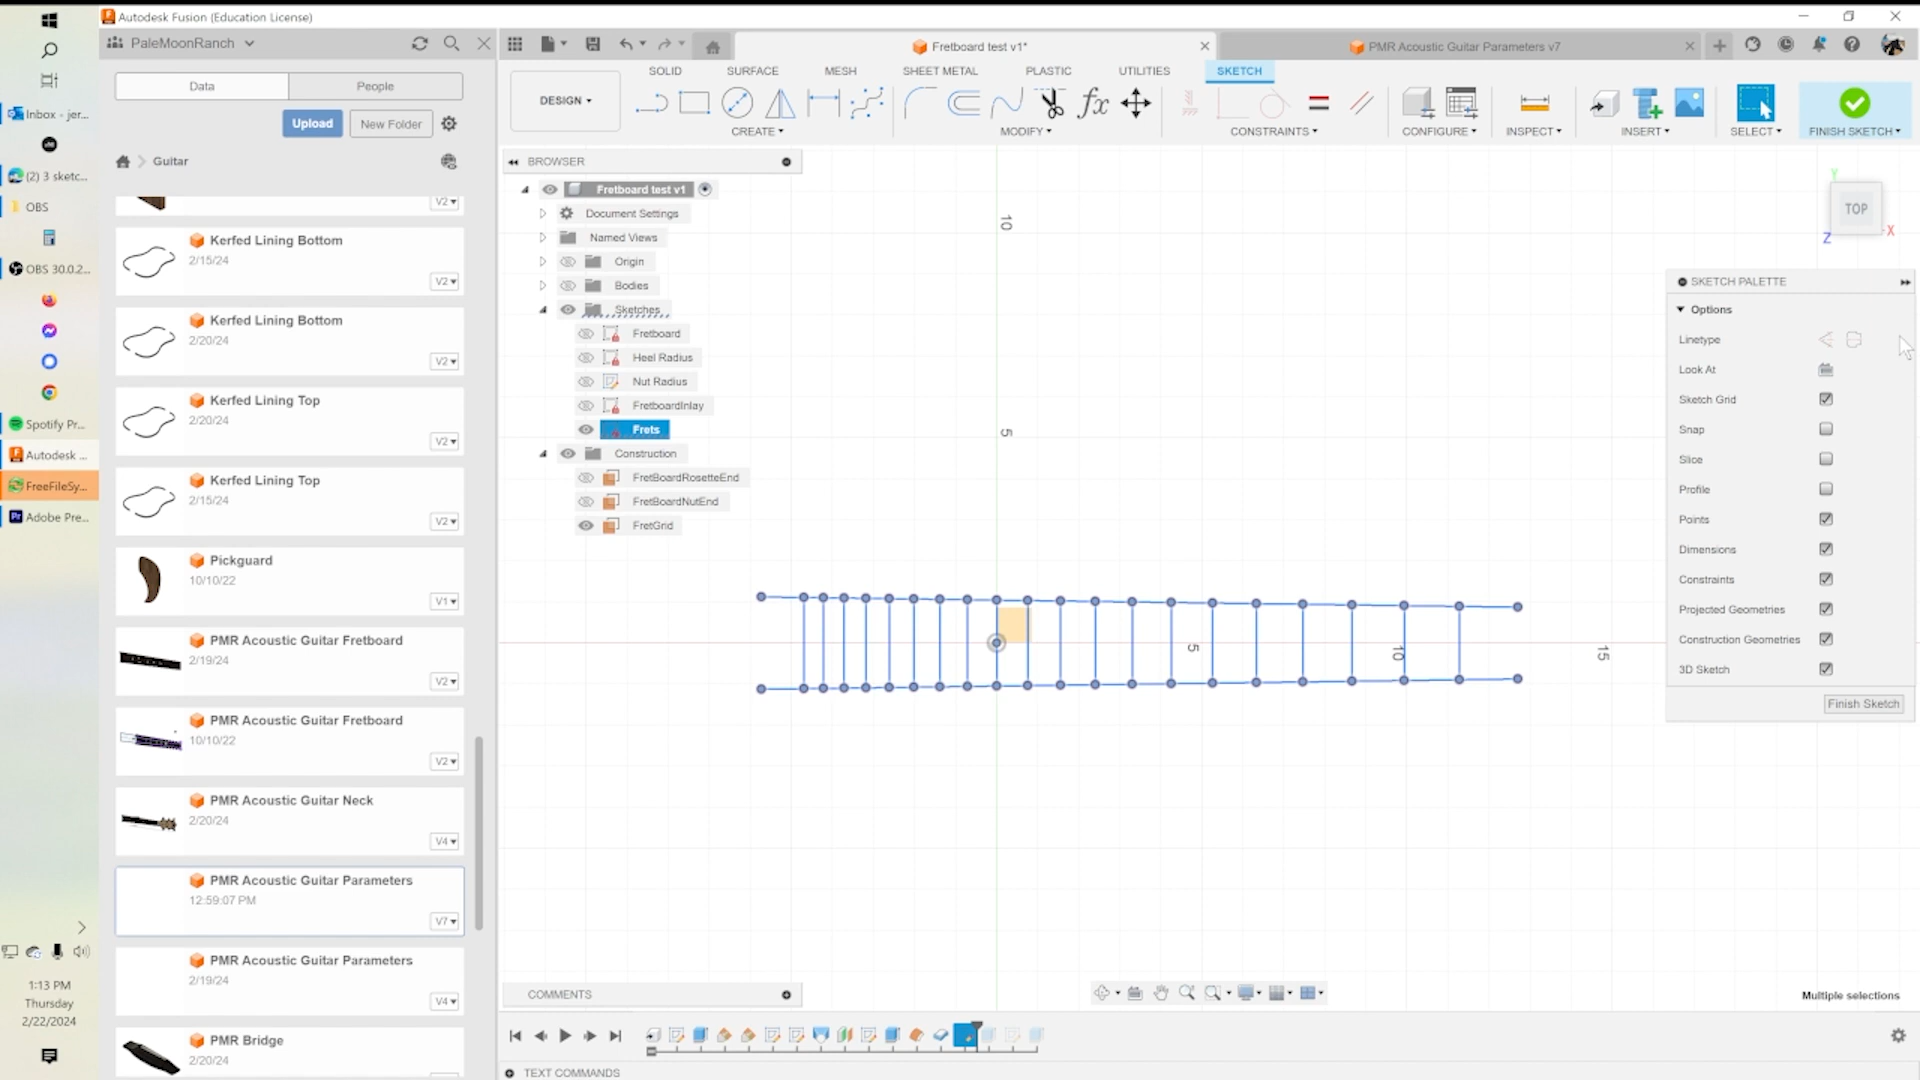 Autodesk Fusion (Education License)
PaleMoonRanch
Data
People
Upload
New Folder
Guitar
V2
Kerfed Lining Bottom
2/15/24
V2
Kerfed Lining Bottom
2/20/24
V2
Kerfed Lining Top
2/20/24
V2
Kerfed Lining Top
2/15/24
V2
Pickguard
10/10/22
V1
PMR Acoustic Guitar Fretboard
2/19/24
V2
PMR Acoustic Guitar Fretboard
10/10/22
V2
PMR Acoustic Guitar Neck
2/20/24
V4
PMR Acoustic Guitar Parameters
12:59:07 PM
V7
PMR Acoustic Guitar Parameters
2/19/24
V4
PMR Bridge
2/20/24
Inbox - jer...
(2) 3 sketc...
OBS
OBS 30.0.2...
Spotify Pr...
Autodesk ...
FreeFileSy...
Adobe Pre...
1:13 PM
Thursday
2/22/2024
Fretboard test v1*
PMR Acoustic Guitar Parameters v7
SOLID
SURFACE
MESH
SHEET METAL
PLASTIC
UTILITIES
SKETCH
DESIGN
CREATE
MODIFY
CONSTRAINTS
CONFIGURE
INSPECT
INSERT
SELECT
FINISH SKETCH
BROWSER
Fretboard test v1
Document Settings
Named Views
Origin
Bodies
Sketches
Fretboard
Heel Radius
Nut Radius
FretboardInlay
Frets
Construction
FretBoardRosetteEnd
FretBoardNutEnd
FretGrid
10
5
5
10
15
Y
TOP
X
Z
SKETCH PALETTE
Options
Linetype
Look At
Sketch Grid
Snap
Slice
Profile
Points
Dimensions
Constraints
Projected Geometries
Construction Geometries
3D Sketch
Finish Sketch
COMMENTS
Multiple selections
TEXT COMMANDS